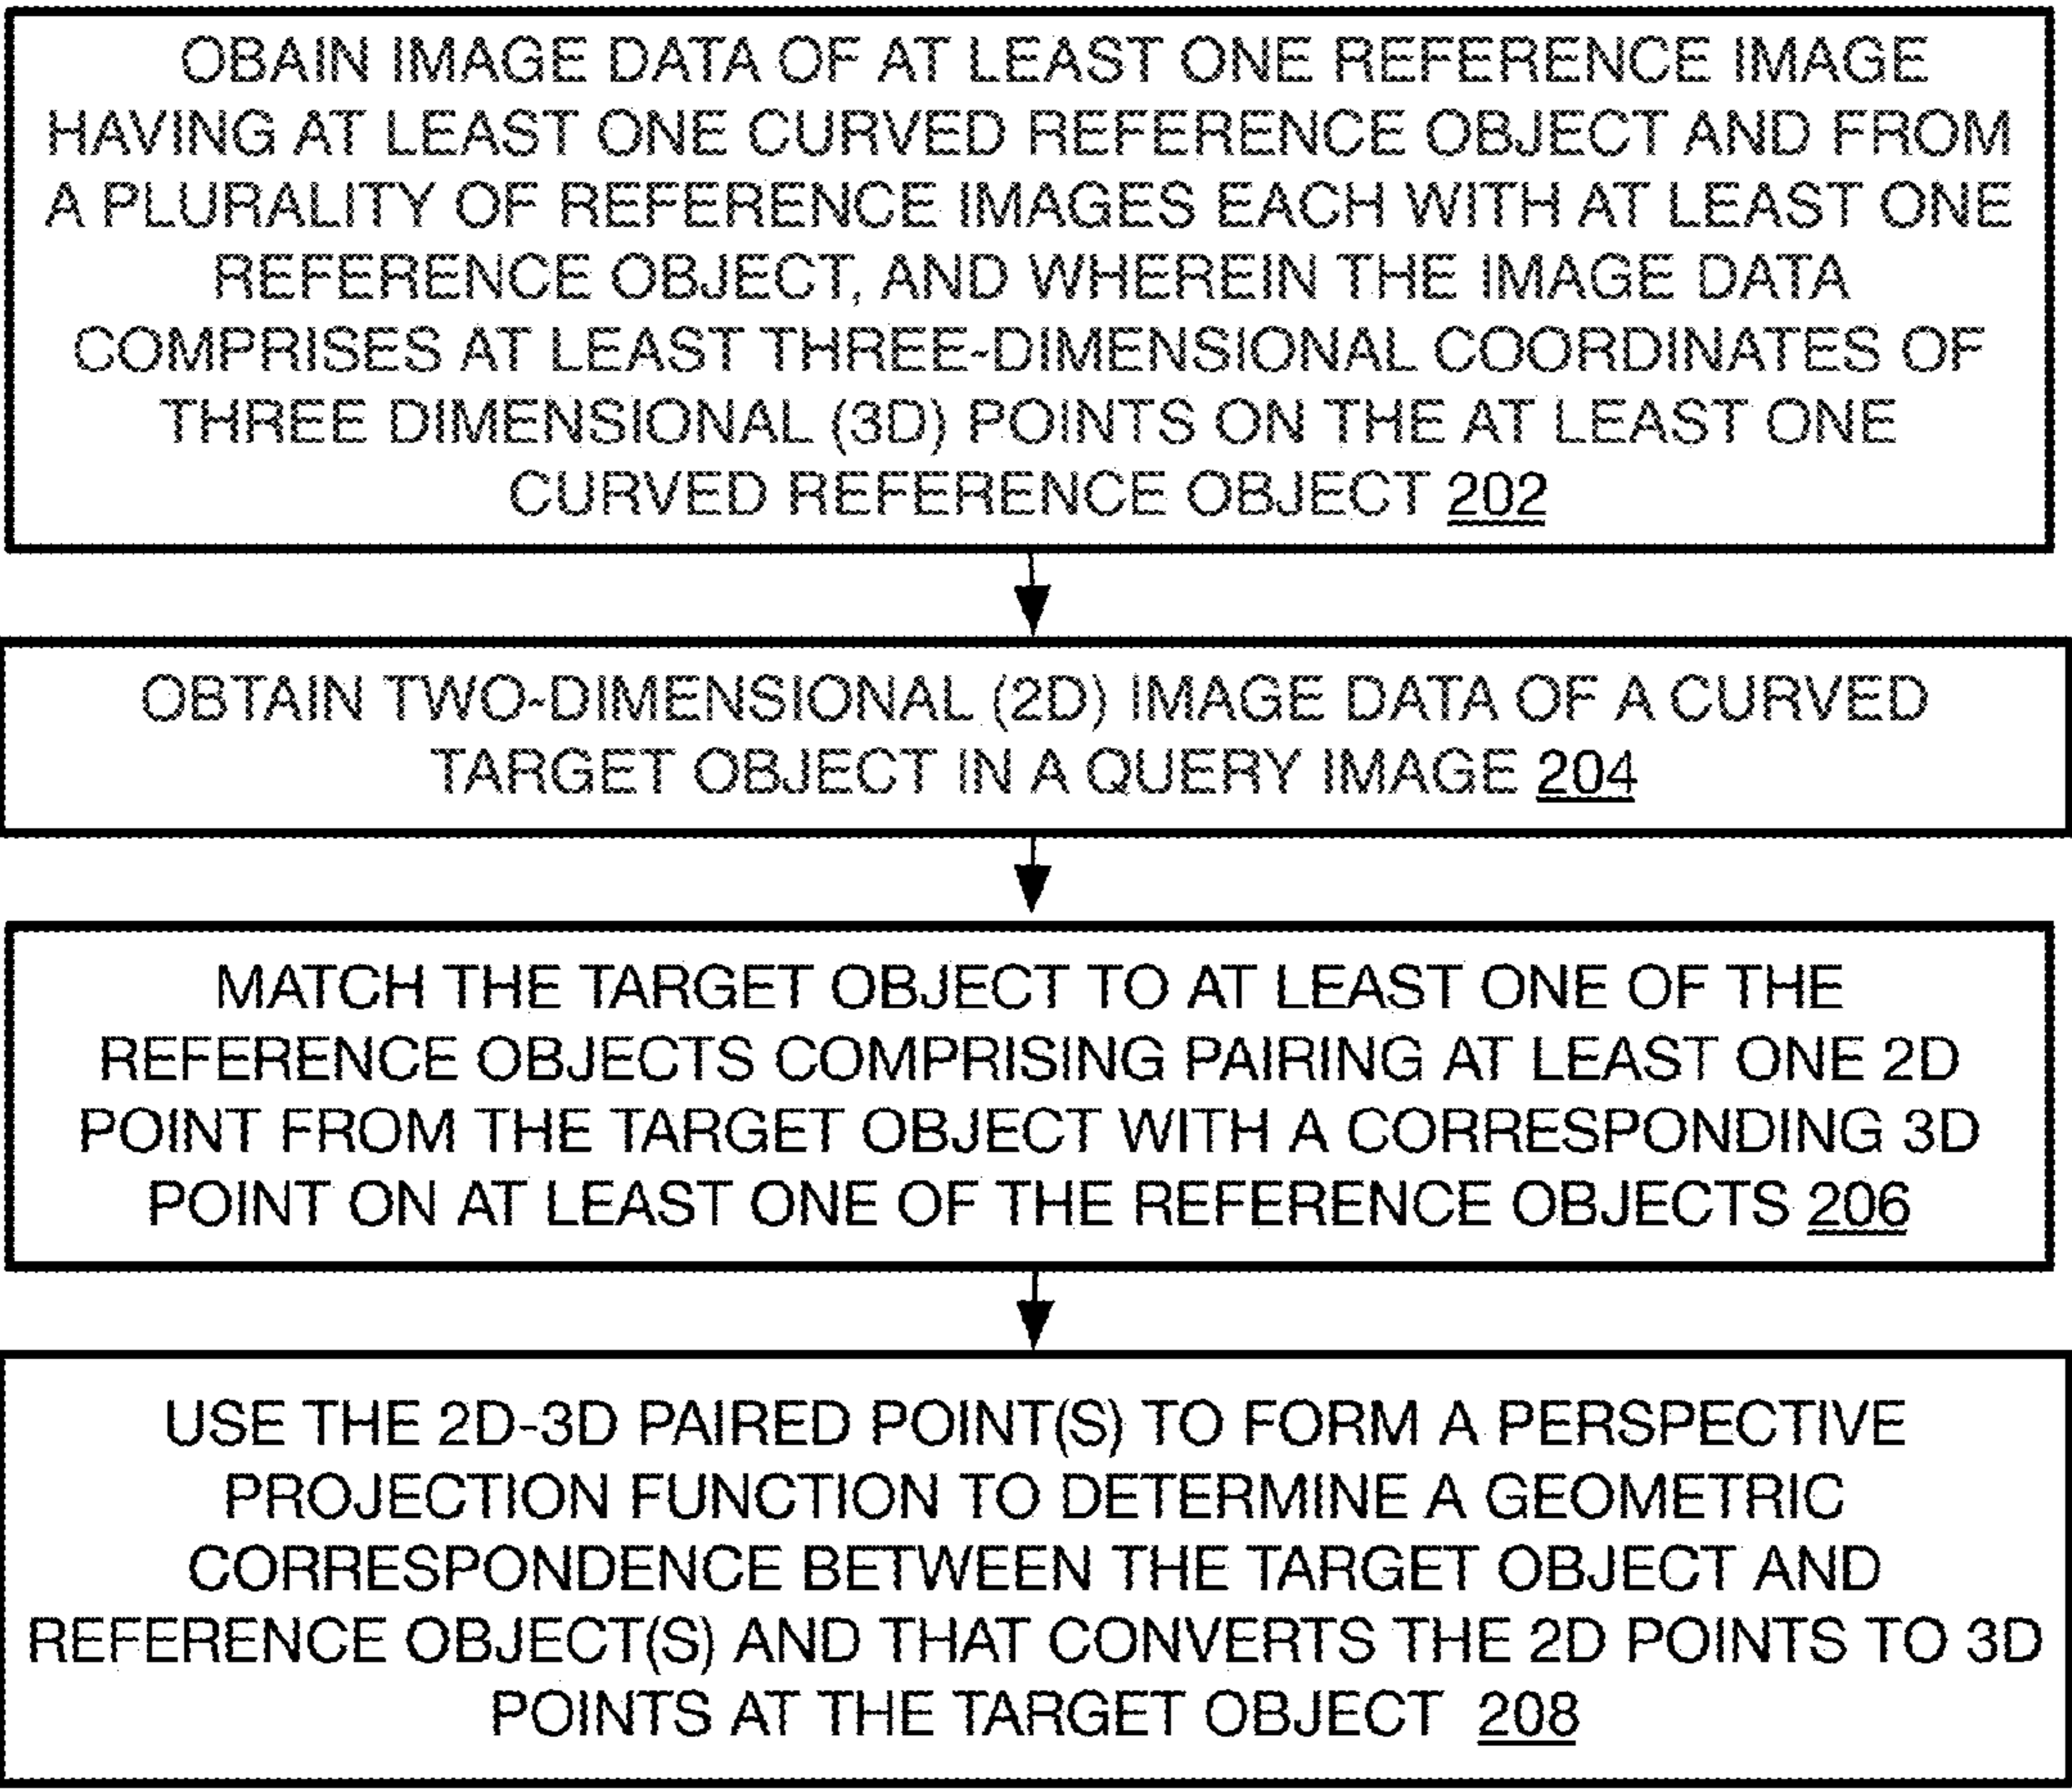 OBAIN IMAGE DATA OF AT LEAST ONE REFERENCE IMAGE
HAVING AT LEAST ONE CURVED REFERENCE OBJECT AND FROM
A PLURALITY OF REFERENCE IMAGES EACH WITH AT LEAST ONE
REFERENCE OBJECT, AND WHEREIN THE IMAGE DATA
COMPRISES AT LEAST THREE-DIMENSIONAL COORDINATES OF
THREE DIMENSIONAL (3D) POINTS ON THE AT LEAST ONE
CURVED REFERENCE OBJECT 202
OBTAIN TWO-DIMENSIONAL (2D) IMAGE DATA OF A CURVED
TARGET OBJECT IN A QUERY IMAGE 204
MATCH THE TARGET OBJECT TO AT LEAST ONE OF THE
REFERENCE OBJECTS COMPRISING PAIRING AT LEAST ONE 2D
POINT FROM THE TARGET OBJECT WITH A CORRESPONDING 3D
POINT ON AT LEAST ONE OF THE REFERENCE OBJECTS 206
USE THE 2D-3D PAIRED POINT(S) TO FORM A PERSPECTIVE
PROJECTION FUNCTION TO DETERMINE A GEOMETRIC
CORRESPONDENCE BETWEEN THE TARGET OBJECT AND
REFERENCE OBJECT(S) AND THAT CONVERTS THE 2D POINTS TO 3D
POINTS AT THE TARGET OBJECT 208